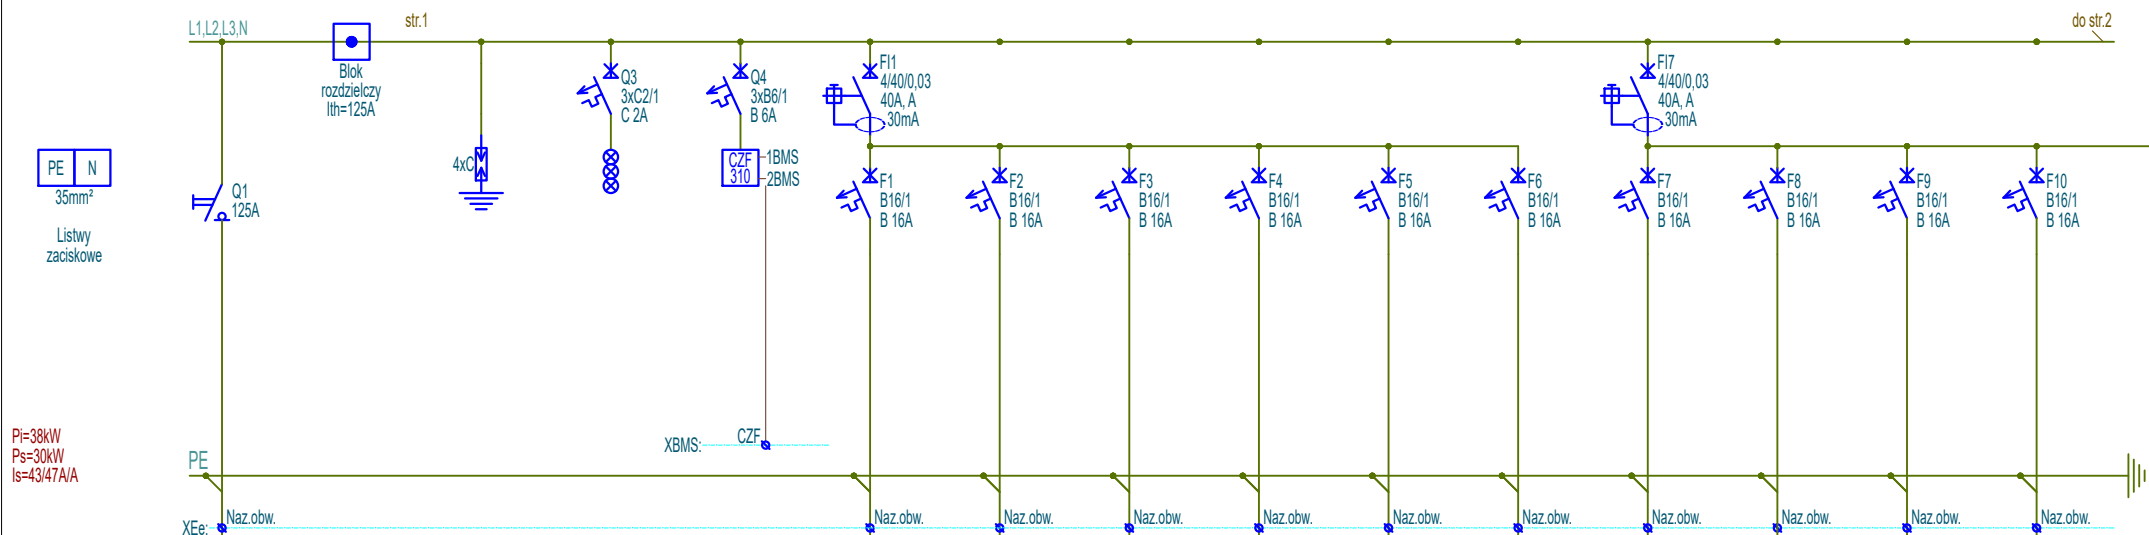 L1,L2,L3,N
str.1
do str.2
Blok
rozdzielczy
Ith=125A
PE N
35mm²
Listwy
zaciskowe
Q1
125A
4xC
Q3
3xC2/1
C 2A
Q4
3xB6/1
B 6A
CZF
310
1BMS
2BMS
FI1
4/40/0,03
40A, A
30mA
FI7
4/40/0,03
40A, A
30mA
F1
B16/1
B 16A
F2
B16/1
B 16A
F3
B16/1
B 16A
F4
B16/1
B 16A
F5
B16/1
B 16A
F6
B16/1
B 16A
F7
B16/1
B 16A
F8
B16/1
B 16A
F9
B16/1
B 16A
F10
B16/1
B 16A
Pi=38kW
Ps=30kW
Is=43/47A/A
XBMS:
CZF
PE
XEe:
Naz.obw.
Naz.obw.
Naz.obw.
Naz.obw.
Naz.obw.
Naz.obw.
Naz.obw.
Naz.obw.
Naz.obw.
Naz.obw.
Naz.obw.